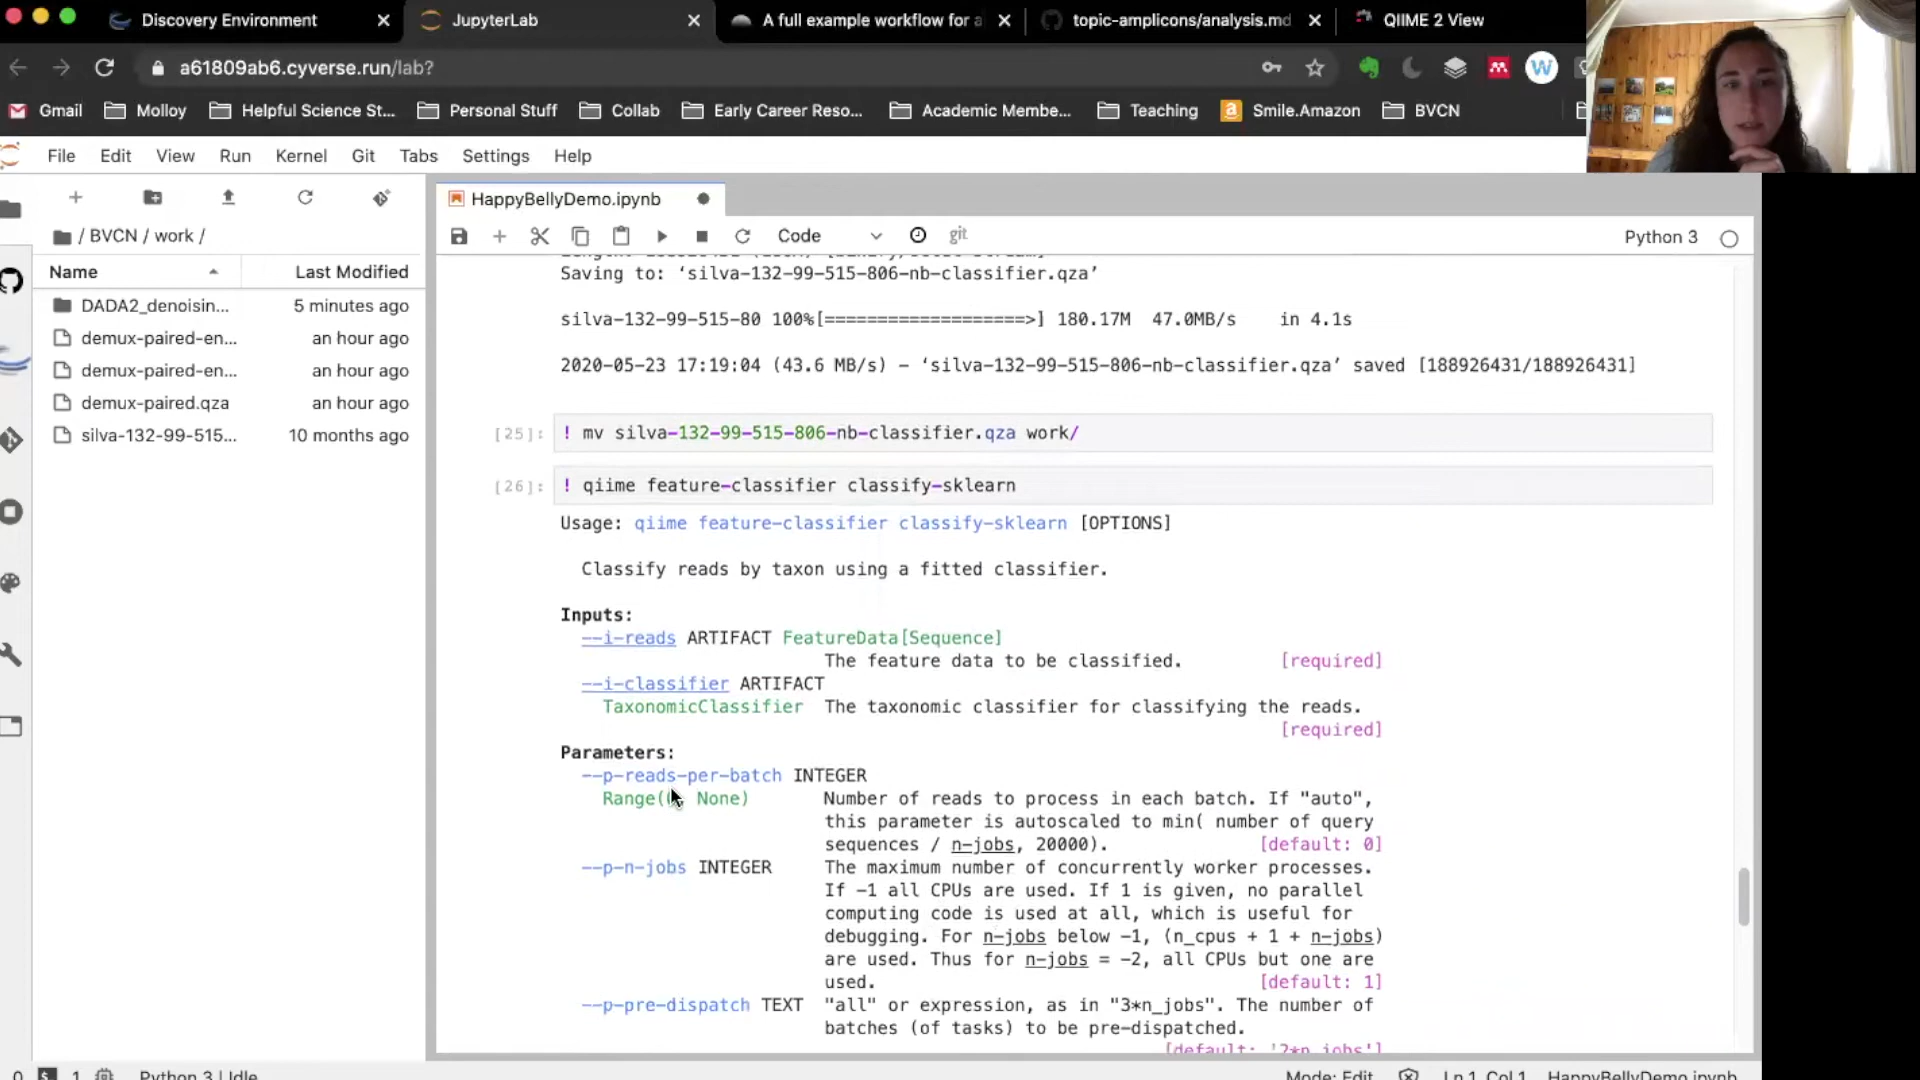 Discovery Environment
JupyterLab
A full example workflow for a
topic-amplicons/analysis.md
QIIME 2 View
a61809ab6.cyverse.run/lab?
W
Gmail
Molloy
Helpful Science St...
Personal Stuff
Collab
Early Career Reso...
Academic Membe...
Teaching
a
Smile.Amazon
BVCN
File Edit View Run Kernel Git Tabs Settings Help
/ BVCN / work /
Name Last Modified
DADA2_denoisin... 5 minutes ago
demux-paired-en... an hour ago
demux-paired-en... an hour ago
demux-paired.qza an hour ago
silva-132-99-515... 10 months ago
HappyBellyDemo.ipynb
Code
git
Python 3
Saving to: ‘silva-132-99-515-806-nb-classifier.qza’
silva-132-99-515-80 100%[===================>] 180.17M 47.0MB/s in 4.1s
2020-05-23 17:19:04 (43.6 MB/s) - ‘silva-132-99-515-806-nb-classifier.qza’ saved [188926431/188926431]
[25]: ! mv silva-132-99-515-806-nb-classifier.qza work/
[26]: ! qiime feature-classifier classify-sklearn
Usage: qiime feature-classifier classify-sklearn [OPTIONS]
Classify reads by taxon using a fitted classifier.
Inputs:
--i-reads ARTIFACT FeatureData[Sequence]
The feature data to be classified. [required]
--i-classifier ARTIFACT
TaxonomicClassifier The taxonomic classifier for classifying the reads.
[required]
Parameters:
--p-reads-per-batch INTEGER
Range( None) Number of reads to process in each batch. If "auto",
this parameter is autoscaled to min( number of query
sequences / n-jobs, 20000). [default: 0]
--p-n-jobs INTEGER The maximum number of concurrently worker processes.
If -1 all CPUs are used. If 1 is given, no parallel
computing code is used at all, which is useful for
debugging. For n-jobs below -1, (n_cpus + 1 + n-jobs)
are used. Thus for n-jobs = -2, all CPUs but one are
used. [default: 1]
--p-pre-dispatch TEXT "all" or expression, as in "3*n_jobs". The number of
batches (of tasks) to be pre-dispatched.
[default: '2*n_jobs']
0 1 Python 3 | Idle
Mode: Edit Ln 1, Col 1 HappyBellyDemo.ipynb